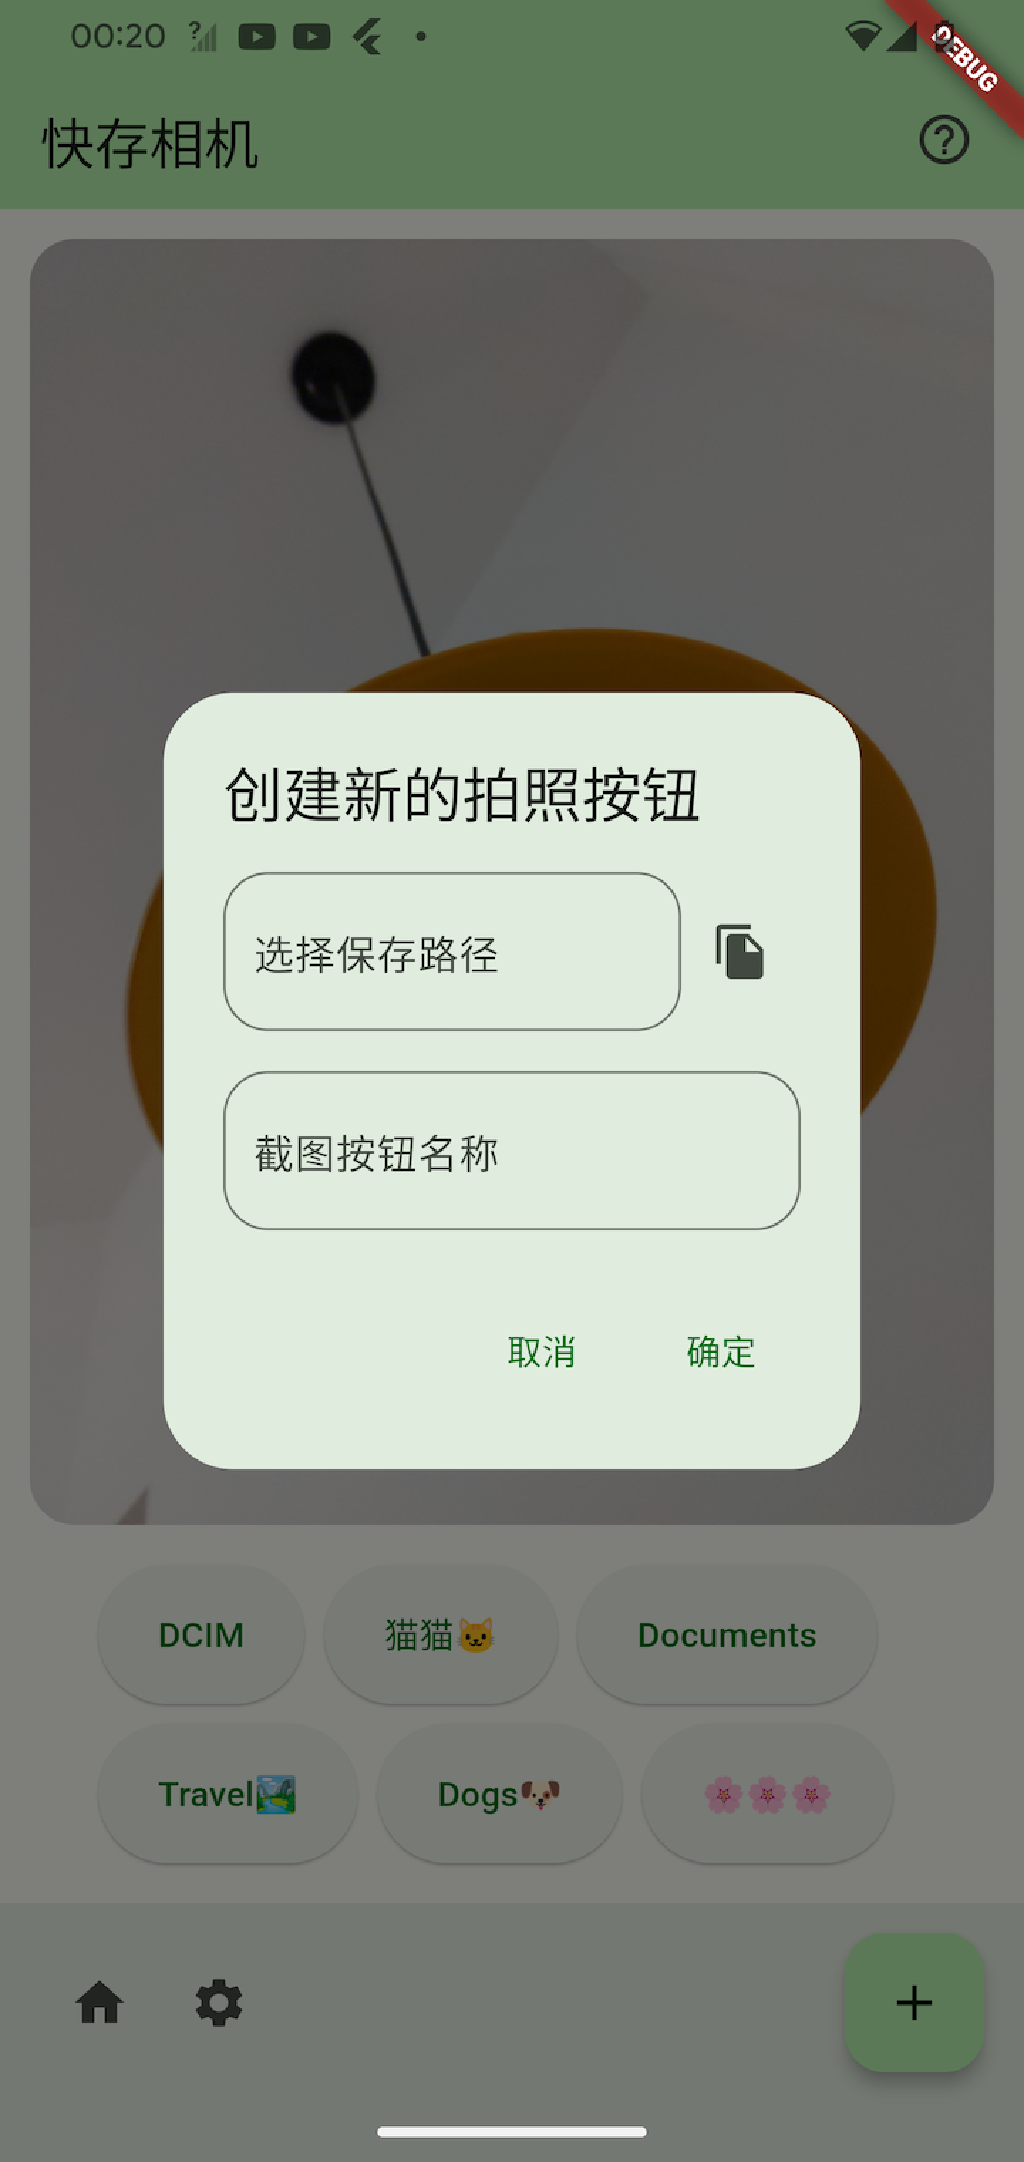 00:20
DEBUG
快存相机
创建新的拍照按钮
选择保存路径
截图按钮名称
取消 确定
DCIM 猫猫🐱 Documents
Travel🏞️ Dogs🐶 🌸🌸🌸